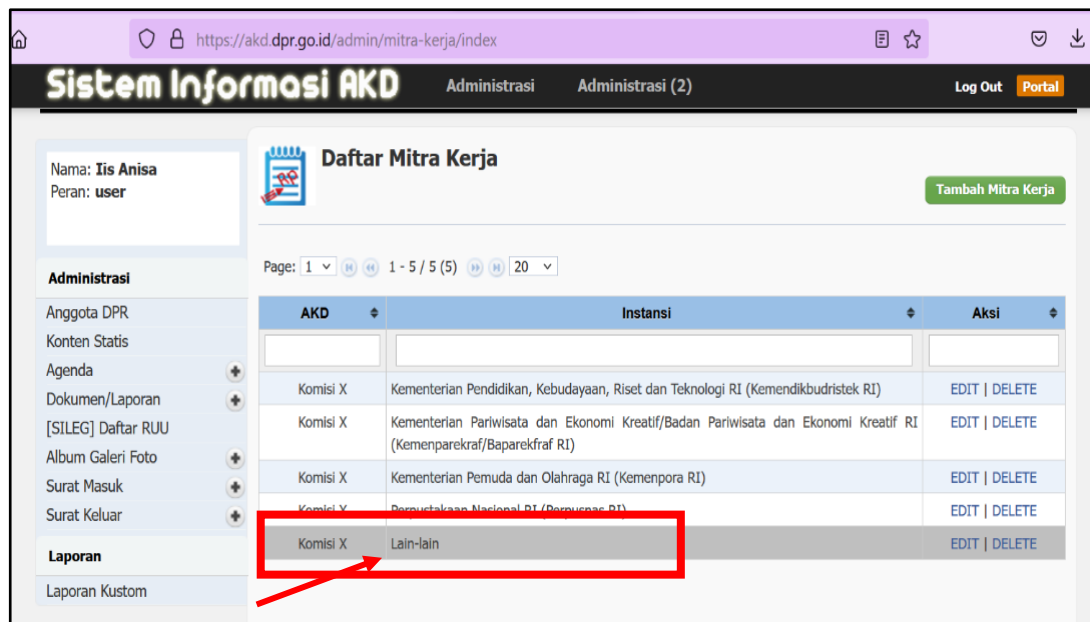 https://akd.dpr.go.id/admin/mitra-kerja/index
Sistem Informasi AKD
Administrasi
Administrasi (2)
Log Out
Portal
Nama: Iis Anisa
Peran: user
Daftar Mitra Kerja
Tambah Mitra Kerja
Page: 1 1 - 5 / 5 (5) 20
Administrasi
Anggota DPR
Konten Statis
Agenda
Dokumen/Laporan
[SILEG] Daftar RUU
Album Galeri Foto
Surat Masuk
Surat Keluar
Laporan
Laporan Kustom
AKD Instansi Aksi
Komisi X Kementerian Pendidikan, Kebudayaan, Riset dan Teknologi RI (Kemendikbudristek RI) EDIT | DELETE
Komisi X Kementerian Pariwisata dan Ekonomi Kreatif/Badan Pariwisata dan Ekonomi Kreatif RI EDIT | DELETE
(Kemenparekraf/Baparekfraf RI)
Komisi X Kementerian Pemuda dan Olahraga RI (Kemenpora RI) EDIT | DELETE
Komisi X Perpustakaan Nasional RI (Perpusnas RI) EDIT | DELETE
Komisi X Lain-lain EDIT | DELETE